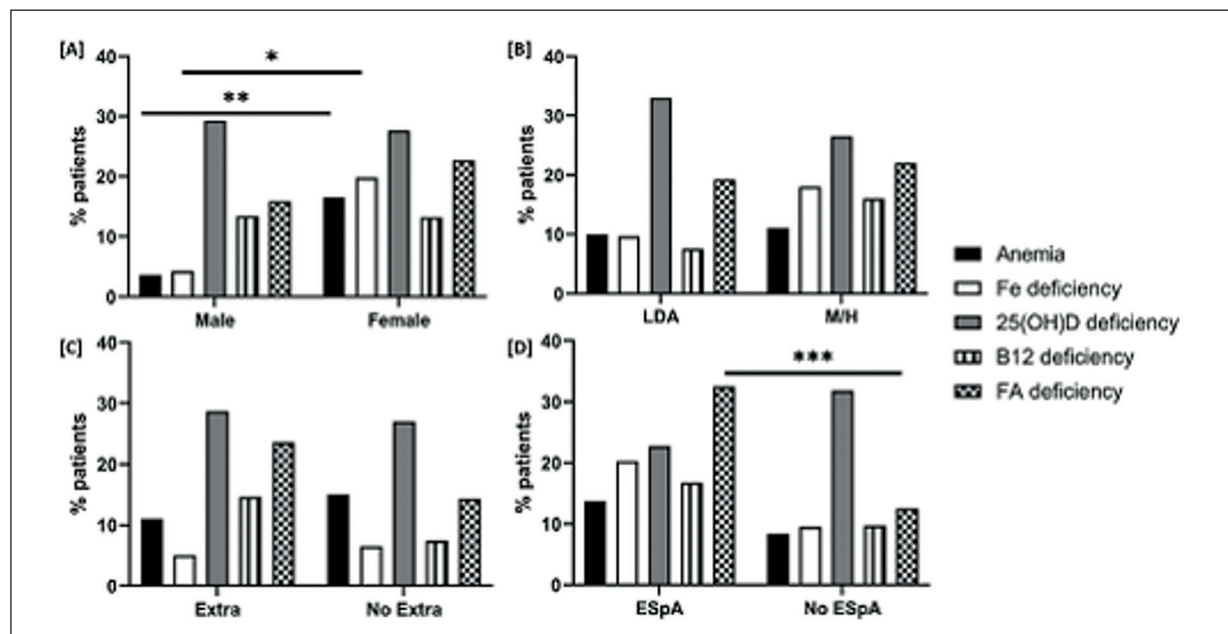 [A]
40
30
20
10
0
% patients
*
**
Male
Female
[B]
40
30
20
10
0
% patients
LDA
M/H
[C]
40
30
20
10
0
% patients
Extra
No Extra
[D]
40
30
20
10
0
% patients
***
ESpA
No ESpA
Anemia
Fe deficiency
25(OH)D deficiency
B12 deficiency
FA deficiency